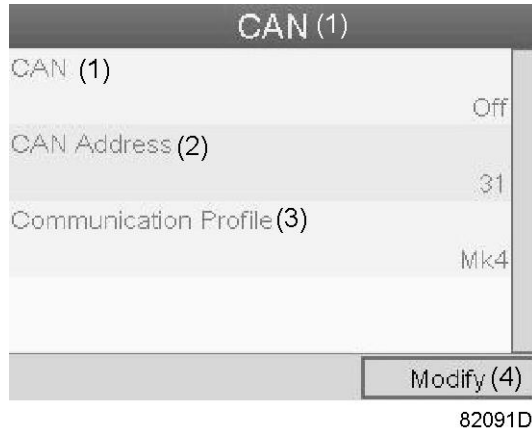 CAN (1)
CAN (1)
Off
CAN Address (2)
31
Communication Profile (3)
Mk4
Modify (4)
82091D